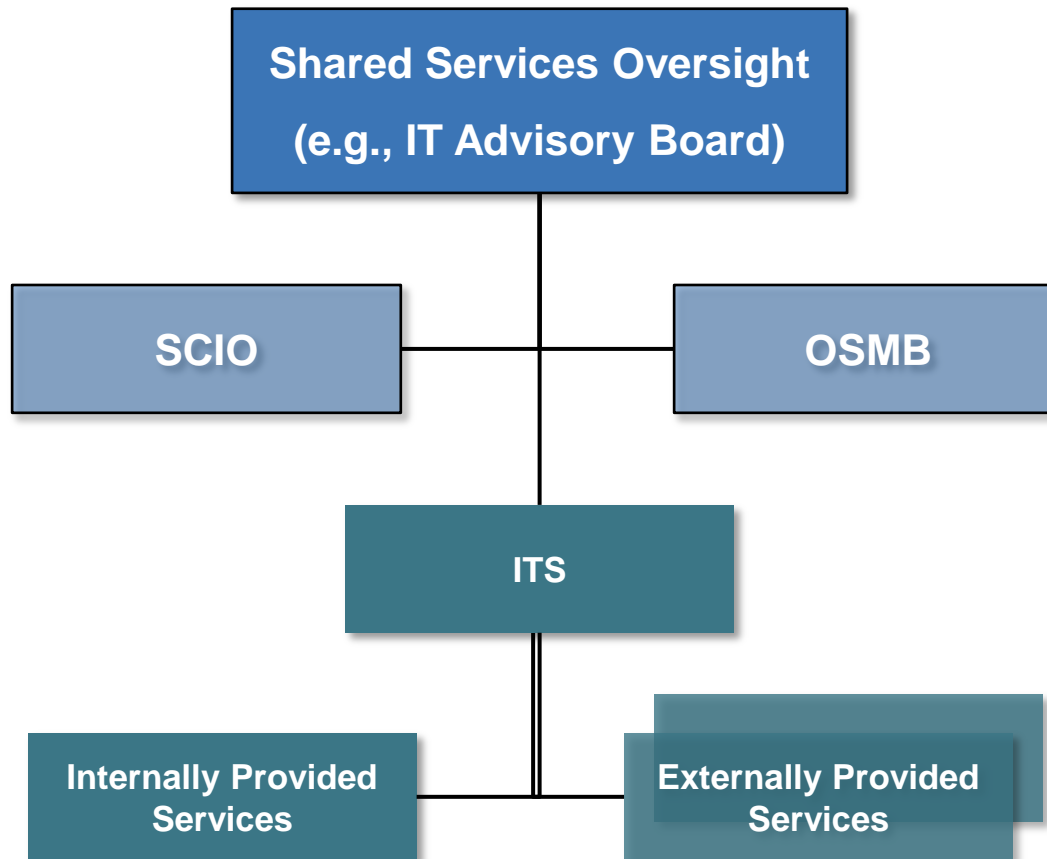 Shared Services Oversight
(e.g., IT Advisory Board)
SCIO
OSMB
ITS
Internally Provided
Services
Externally Provided
Services